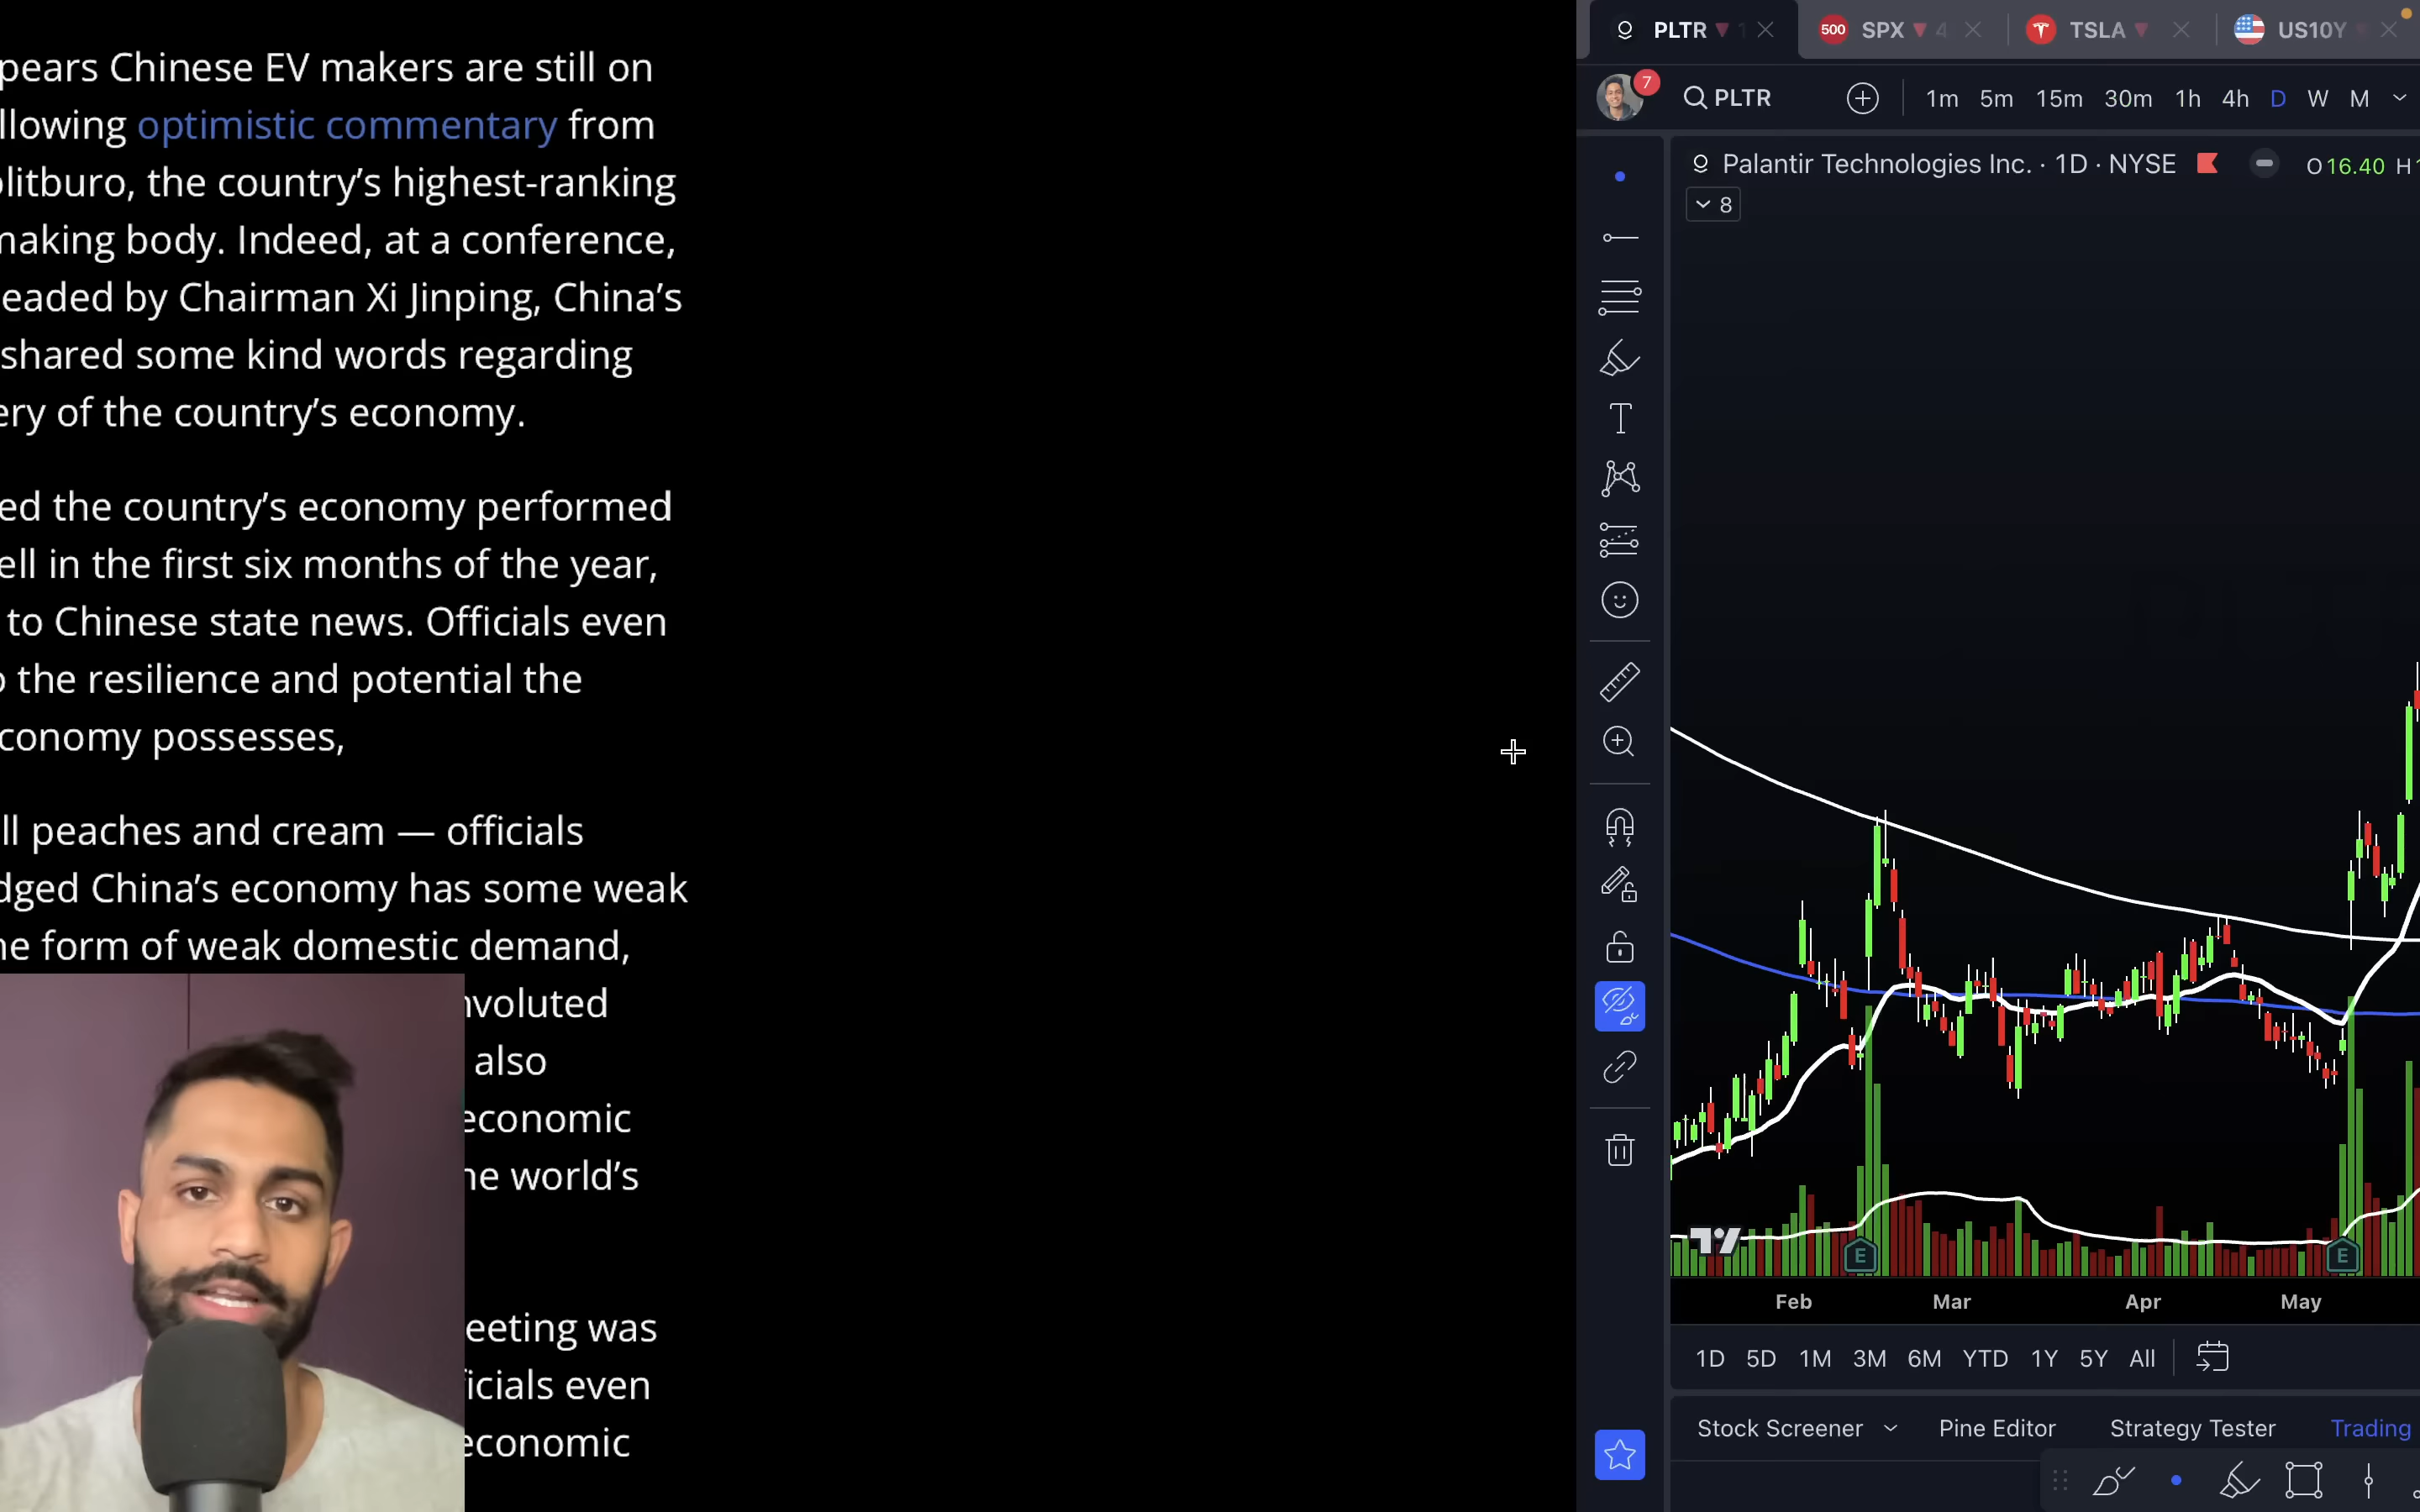 pears Chinese EV makers are still on
llowing optimistic commentary from
litburo, the country's highest-ranking
making body. Indeed, at a conference,
eaded by Chairman Xi Jinping, China's
shared some kind words regarding
ery of the country's economy.
ed the country's economy performed
ell in the first six months of the year,
to Chinese state news. Officials even
the resilience and potential the
conomy possesses,
ll peaches and cream — officials
dged China's economy has some weak
he form of weak domestic demand,
nvoluted
also
economic
he world's
eeting was
ficials even
economic
PLTR
500 SPX 4
TSLA
US10Y
7
PLTR
1m 5m 15m 30m 1h 4h D W M
Palantir Technologies Inc. · 1D · NYSE
O16.40 H
8
E E
Feb Mar Apr May
1D 5D 1M 3M 6M YTD 1Y 5Y All
Stock Screener Pine Editor Strategy Tester Trading